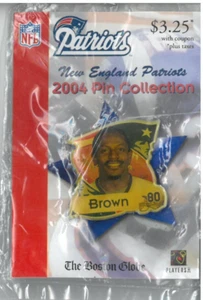 NFL
Patriots
$3.25*
with coupon
*plus taxes
New England Patriots
2004 Pin Collection
Brown
80
The Boston Globe
PLAYERS